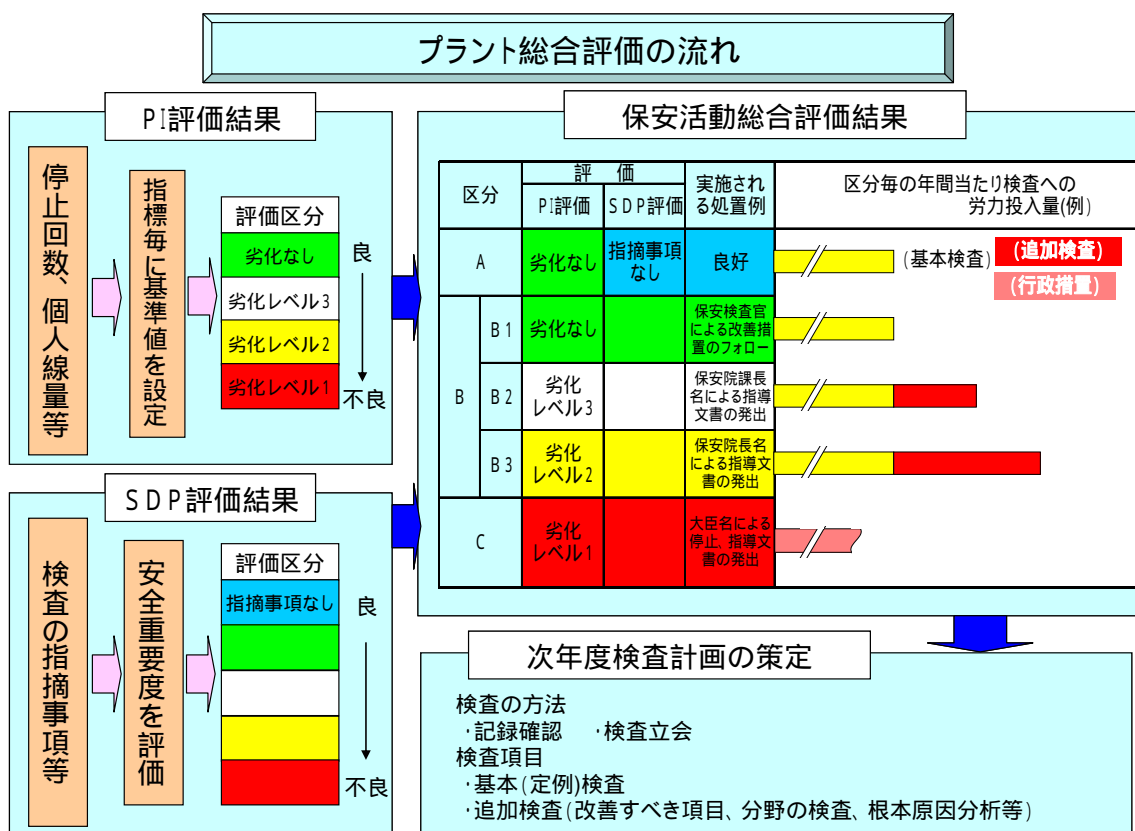 プラント総合評価の流れ
PI評価結果
停止回数、個人線量等
指標毎に基準値を設定
評価区分
劣化なし
劣化レベル3
劣化レベル2
劣化レベル1
良
不良
SDP評価結果
検査の指摘事項等
安全重要度を評価
評価区分
指摘事項なし
良
不良
保安活動総合評価結果
区分
評 価
PI評価
SDP評価
実施され
る処置例
区分毎の年間当たり検査への
労力投入量(例)
A
劣化なし
指摘事項
なし
良好
(基本検査)
(追加検査)
(行政措置)
B
B1
劣化なし
保安検査官
による改善措
置のフォロー
B2
劣化
レベル3
保安院課長
名による指導
文書の発出
B3
劣化
レベル2
保安院長名
による指導文
書の発出
C
劣化
レベル1
大臣名による
停止、指導文
書の発出
次年度検査計画の策定
検査の方法
・記録確認 ・検査立会
検査項目
・基本(定例)検査
・追加検査(改善すべき項目、分野の検査、根本原因分析等)